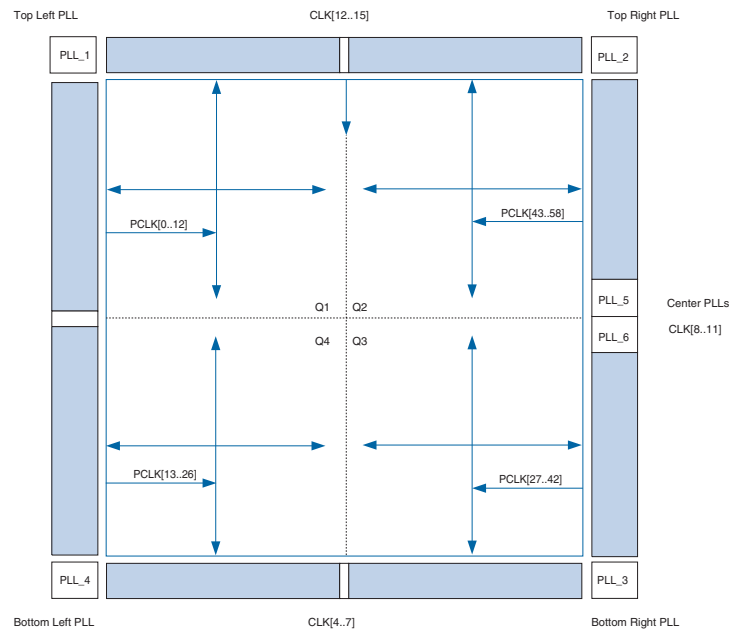 Top Left PLL
CLK[12..15]
Top Right PLL
PLL_1
PLL_2
PCLK[0..12]
PCLK[43..58]
Q1
Q2
PLL_5
Center PLLs
Q4
Q3
PLL_6
CLK[8..11]
PCLK[13..26]
PCLK[27..42]
PLL_4
PLL_3
Bottom Left PLL
CLK[4..7]
Bottom Right PLL